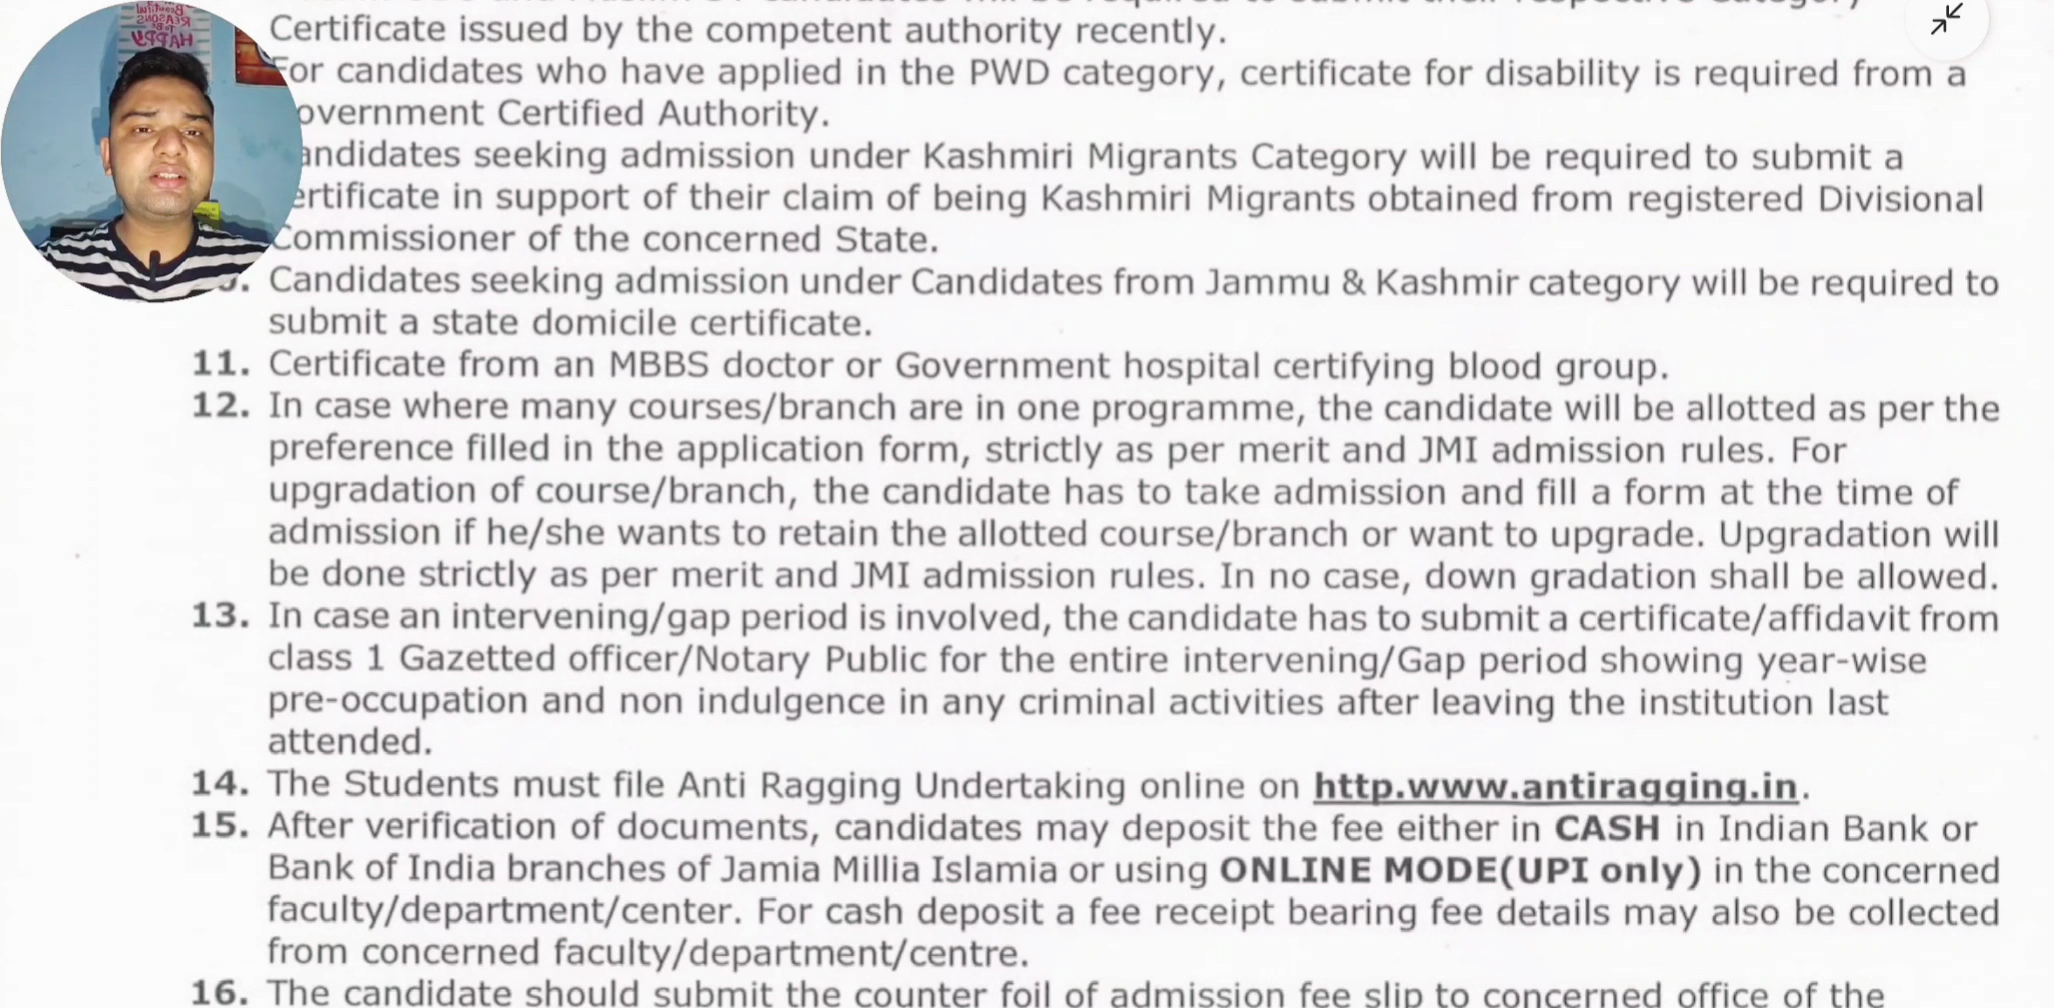 Certificate issued by the competent authority recently.
For candidates who have applied in the PWD category, certificate for disability is required from a
overnment Certified Authority.
andidates seeking admission under Kashmiri Migrants Category will be required to submit a
ertificate in support of their claim of being Kashmiri Migrants obtained from registered Divisional
Commissioner of the concerned State.
Candidates seeking admission under Candidates from Jammu & Kashmir category will be required to
submit a state domicile certificate.
11. Certificate from an MBBS doctor or Government hospital certifying blood group.
12. In case where many courses/branch are in one programme, the candidate will be allotted as per the
preference filled in the application form, strictly as per merit and JMI admission rules. For
upgradation of course/branch, the candidate has to take admission and fill a form at the time of
admission if he/she wants to retain the allotted course/branch or want to upgrade. Upgradation will
be done strictly as per merit and JMI admission rules. In no case, down gradation shall be allowed.
13. In case an intervening/gap period is involved, the candidate has to submit a certificate/affidavit from
class 1 Gazetted officer/Notary Public for the entire intervening/Gap period showing year-wise
pre-occupation and non indulgence in any criminal activities after leaving the institution last
attended.
14. The Students must file Anti Ragging Undertaking online on http.www.antiragging.in.
15. After verification of documents, candidates may deposit the fee either in CASH in Indian Bank or
Bank of India branches of Jamia Millia Islamia or using ONLINE MODE(UPI only) in the concerned
faculty/department/center. For cash deposit a fee receipt bearing fee details may also be collected
from concerned faculty/department/centre.
16. The candidate should submit the counter foil of admission fee slip to concerned office of the